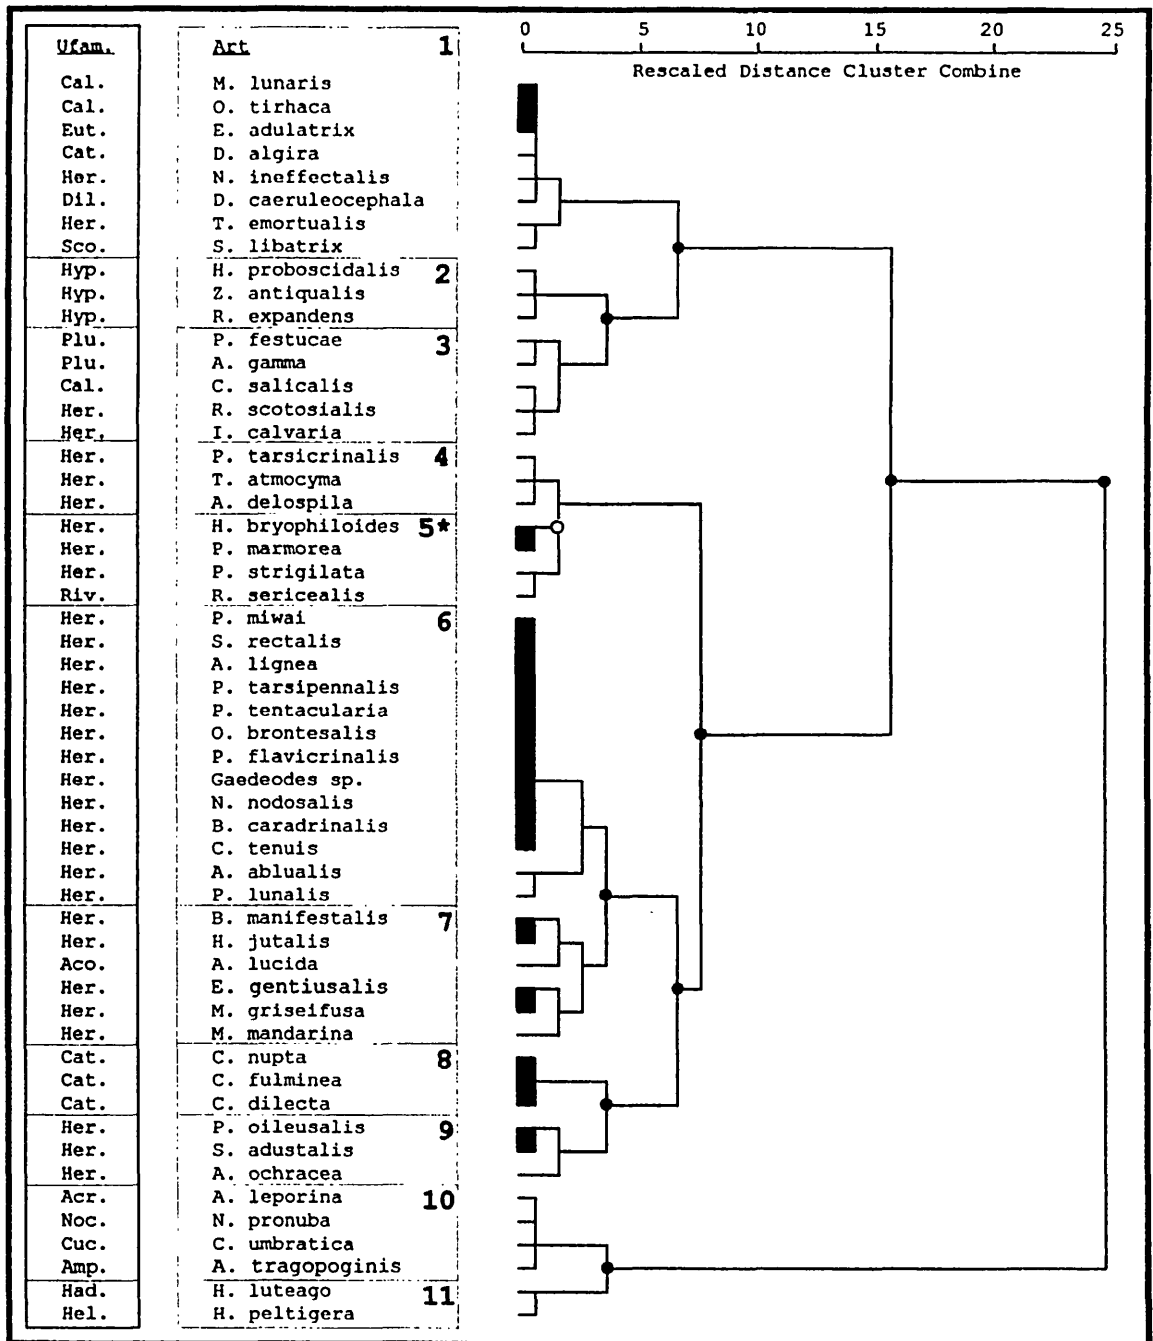 0 5 10 15 20 25
Ufam. Art 1
Rescaled Distance Cluster Combine
Cal. M. lunaris
Cal. O. tirhaca
Eut. E. adulatrix
Cat. D. algira
Her. N. ineffectalis
Dil. D. caeruleocephala
Her. T. emortualis
Sco. S. libatrix
Hyp. H. proboscidalis 2
Hyp. Z. antiqualis
Hyp. R. expandens
Plu. P. festucae 3
Plu. A. gamma
Cal. C. salicalis
Her. R. scotosialis
Her, I. calvaria
Her. P. tarsicrinalis 4
Her. T. atmocyma
Her. A. delospila
Her. H. bryophiloides 5*
Her. P. marmorea
Her. P. strigilata
Riv. R. sericealis
Her. P. miwai 6
Her. S. rectalis
Her. A. lignea
Her. P. tarsipennalis
Her. P. tentacularia
Her. O. brontesalis
Her. P. flavicrinalis
Her. Gaedeodes sp.
Her. N. nodosalis
Her. B. caradrinalis
Her. C. tenuis
Her. A. ablualis
Her. P. lunalis
Her. B. manifestalis 7
Her. H. jutalis
Aco. A. lucida
Her. E. gentiusalis
Her. M. griseifusa
Her. M. mandarina
Cat. C. nupta 8
Cat. C. fulminea
Cat. C. dilecta
Her. P. oileusalis 9
Her. S. adustalis
Her. A. ochracea
Acr. A. leporina 10
Noc. N. pronuba
Cuc. C. umbratica
Amp. A. tragopoginis
Had. H. luteago 11
Hel. H. peltigera